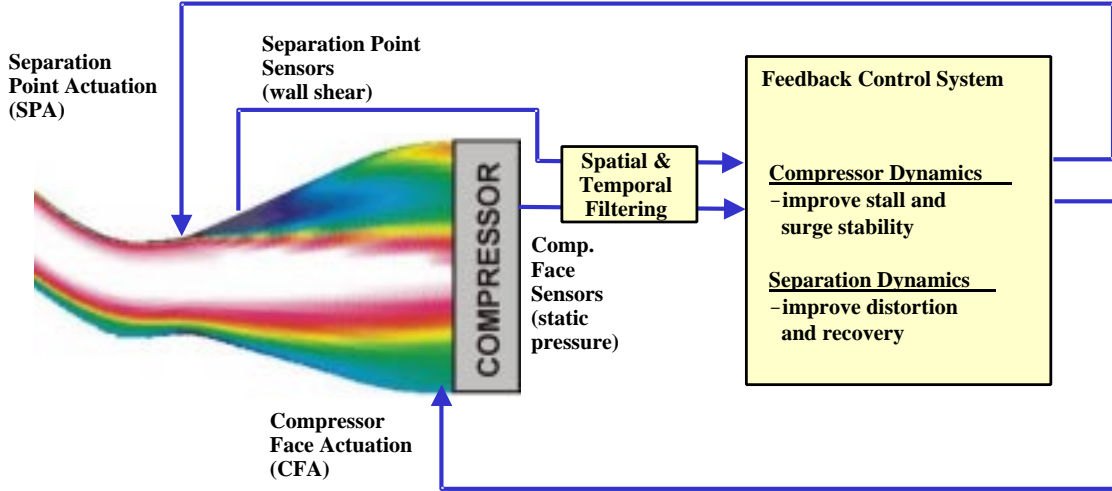 Separation
Point Actuation
(SPA)
Separation Point
Sensors
(wall shear)
COMPRESSOR
Comp.
Face
Sensors
(static
pressure)
Compressor
Face Actuation
(CFA)
Spatial &
Temporal
Filtering
Feedback Control System
Compressor Dynamics
-improve stall and
surge stability
Separation Dynamics
-improve distortion
and recovery